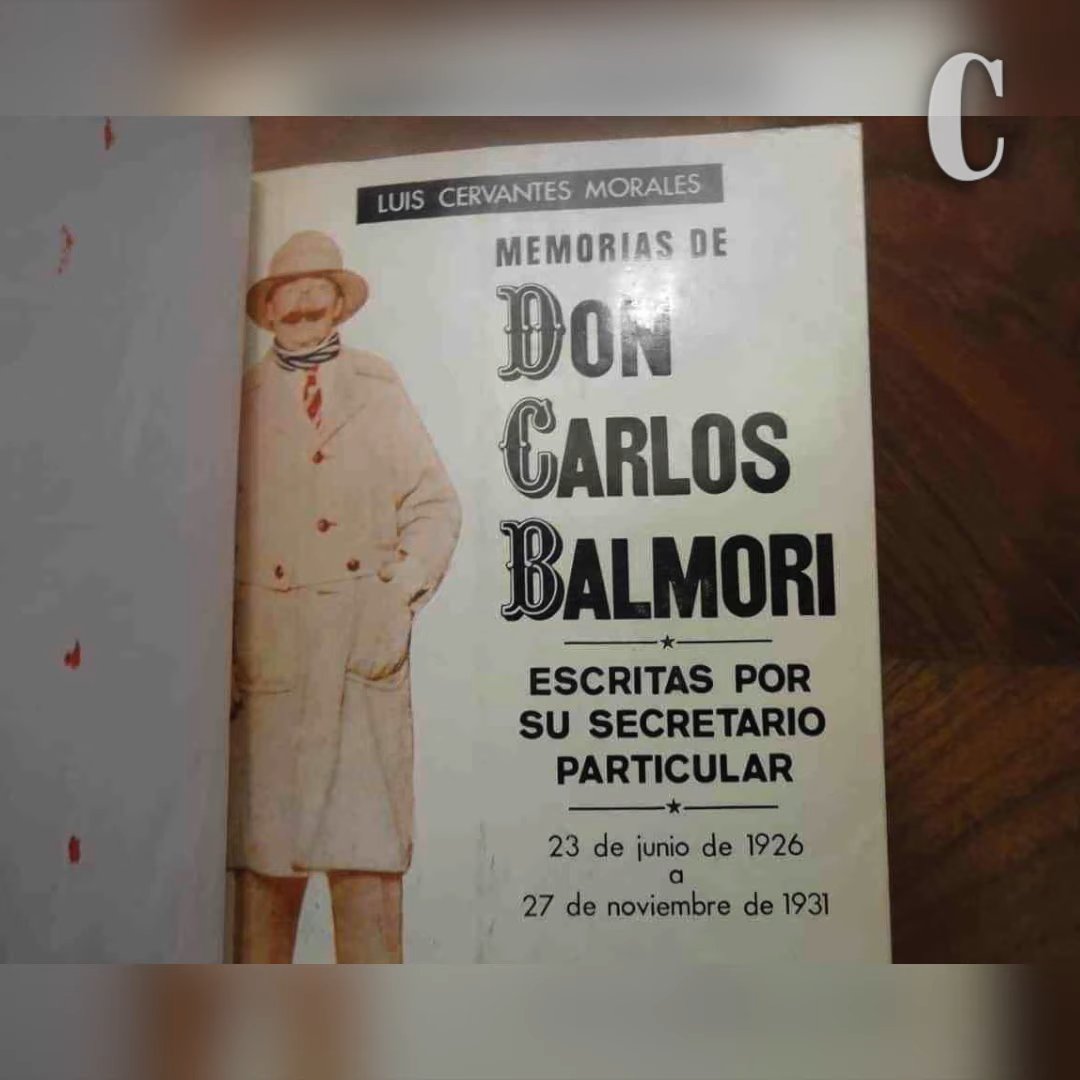 C
LUIS CERVANTES MORALES
MEMORIAS DE
DON
CARLOS
BALMORI
ESCRITAS POR
SU SECRETARIO
PARTICULAR
23 de junio de 1926
a
27 de noviembre de 1931